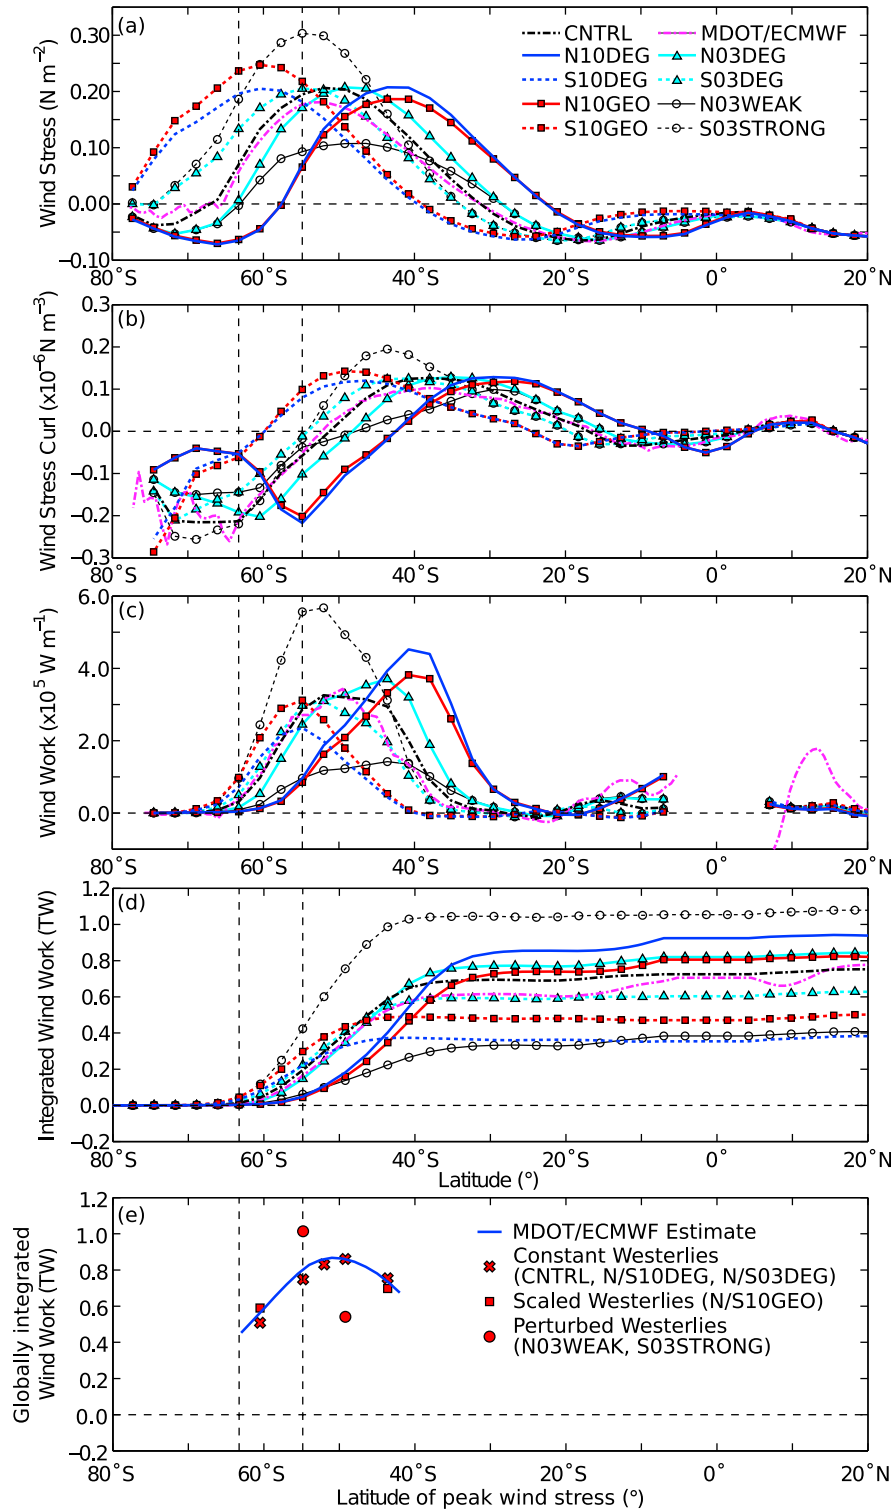 (a)
CNTRL
MDOT/ECMWF
N10DEG
N03DEG
S10DEG
S03DEG
N10GEO
N03WEAK
S10GEO
S03STRONG
Wind Stress (N m−2)
0.30
0.20
0.10
0.00
−0.10
80˚S
60˚S
40˚S
20˚S
0˚
20˚N
(b)
Wind Stress Curl (x10−6N m−3)
0.3
0.2
0.1
0.0
−0.1
−0.2
−0.3
80˚S
60˚S
40˚S
20˚S
0˚
20˚N
(c)
Wind Work (x105 W m−1)
6.0
4.0
2.0
0.0
80˚S
60˚S
40˚S
20˚S
0˚
20˚N
(d)
Integrated Wind Work (TW)
1.2
1.0
0.8
0.6
0.4
0.2
0.0
−0.2
80˚S
60˚S
40˚S
20˚S
0˚
20˚N
Latitude (°)
(e)
MDOT/ECMWF Estimate
Constant Westerlies
(CNTRL, N/S10DEG, N/S03DEG)
Scaled Westerlies (N/S10GEO)
Perturbed Westerlies
(N03WEAK, S03STRONG)
Globally integrated
Wind Work (TW)
1.2
1.0
0.8
0.6
0.4
0.2
0.0
−0.2
80˚S
60˚S
40˚S
20˚S
0˚
20˚N
Latitude of peak wind stress (°)